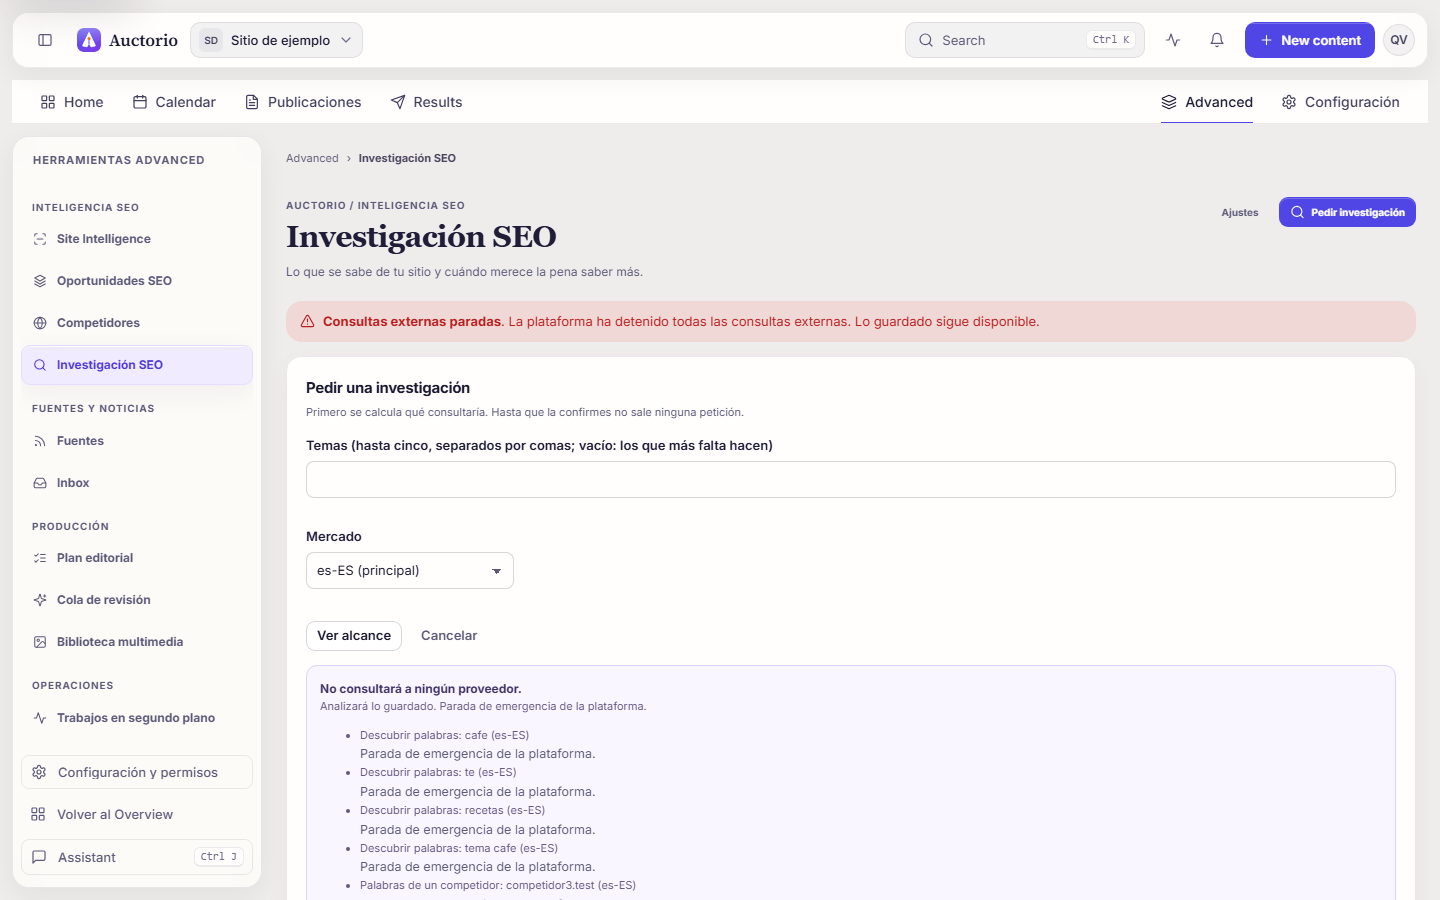 Auctorio
SD Sitio de ejemplo
Search Ctrl K
New content
QV
Home
Calendar
Publicaciones
Results
Advanced
Configuración
HERRAMIENTAS ADVANCED
INTELIGENCIA SEO
Site Intelligence
Oportunidades SEO
Competidores
Investigación SEO
FUENTES Y NOTICIAS
Fuentes
Inbox
PRODUCCIÓN
Plan editorial
Cola de revisión
Biblioteca multimedia
OPERACIONES
Trabajos en segundo plano
Configuración y permisos
Volver al Overview
Assistant Ctrl J
Advanced › Investigación SEO
AUCTORIO / INTELIGENCIA SEO
Investigación SEO
Lo que se sabe de tu sitio y cuándo merece la pena saber más.
Ajustes
Pedir investigación
Consultas externas paradas. La plataforma ha detenido todas las consultas externas. Lo guardado sigue disponible.
Pedir una investigación
Primero se calcula qué consultaría. Hasta que la confirmes no sale ninguna petición.
Temas (hasta cinco, separados por comas; vacío: los que más falta hacen)
Mercado
es-ES (principal)
Ver alcance
Cancelar
No consultará a ningún proveedor.
Analizará lo guardado. Parada de emergencia de la plataforma.
• Descubrir palabras: cafe (es-ES)
Parada de emergencia de la plataforma.
• Descubrir palabras: te (es-ES)
Parada de emergencia de la plataforma.
• Descubrir palabras: recetas (es-ES)
Parada de emergencia de la plataforma.
• Descubrir palabras: tema cafe (es-ES)
Parada de emergencia de la plataforma.
• Palabras de un competidor: competidor3.test (es-ES)